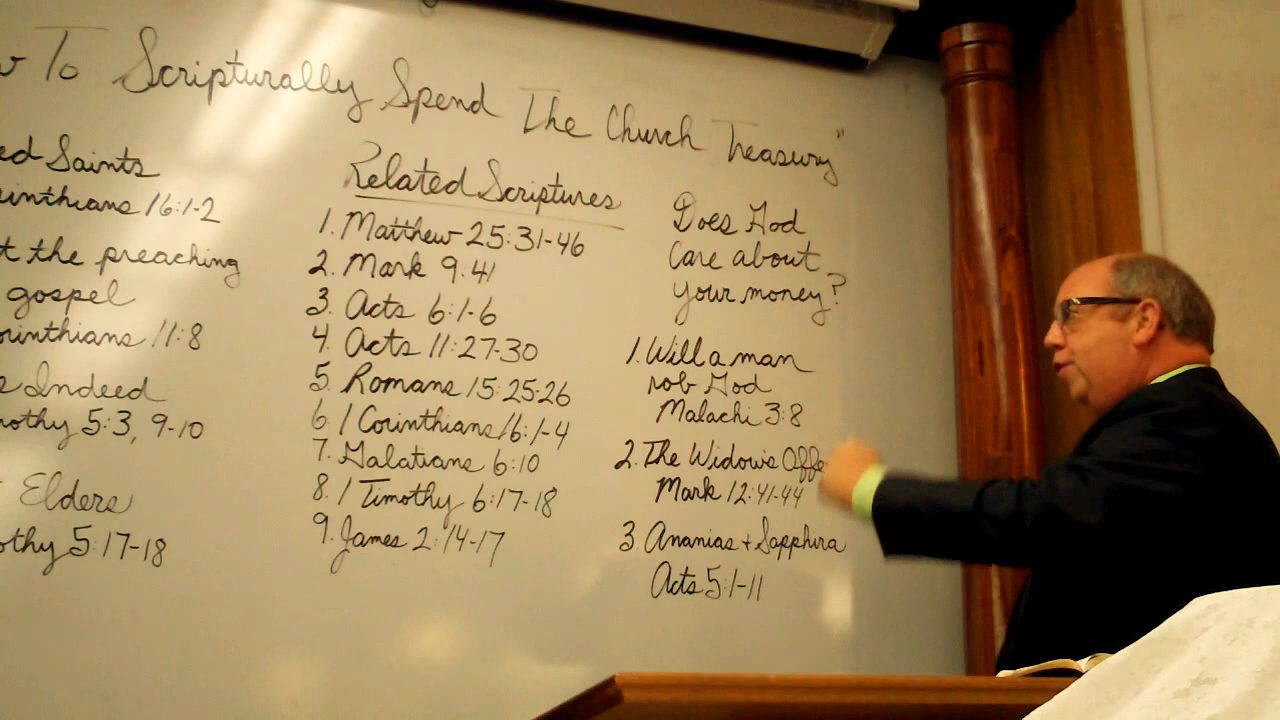 To Scripturally Spend The Church Treasury"
Saints
16:1-2
the preaching
gospel
11:8
Indeed
5:3, 9-10
Elders
5:17-18
Related Scriptures
1. Matthew 25:31-46
2. Mark 9:41
3. Acts 6:1-6
4. Acts 11:27-30
5. Romans 15:25-26
6 1 Corinthians 16:1-4
7. Galatians 6:10
8. 1 Timothy 6:17-18
9. James 2:14-17
Does God
Care about
your money?
1. Will a man
rob God
Malachi 3:8
2. The Widow's Offe
Mark 12:41-44
3. Ananias + Sapphira
Acts 5:1-11